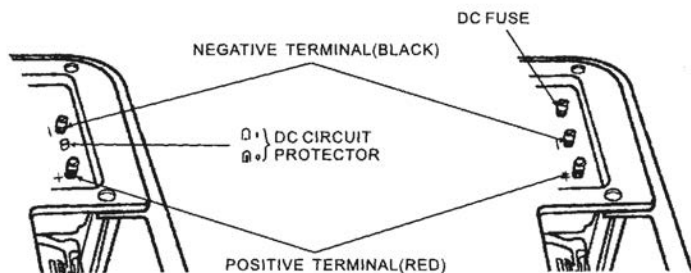 DC FUSE
NEGATIVE TERMINAL(BLACK)
DC CIRCUIT
PROTECTOR
POSITIVE TERMINAL(RED)